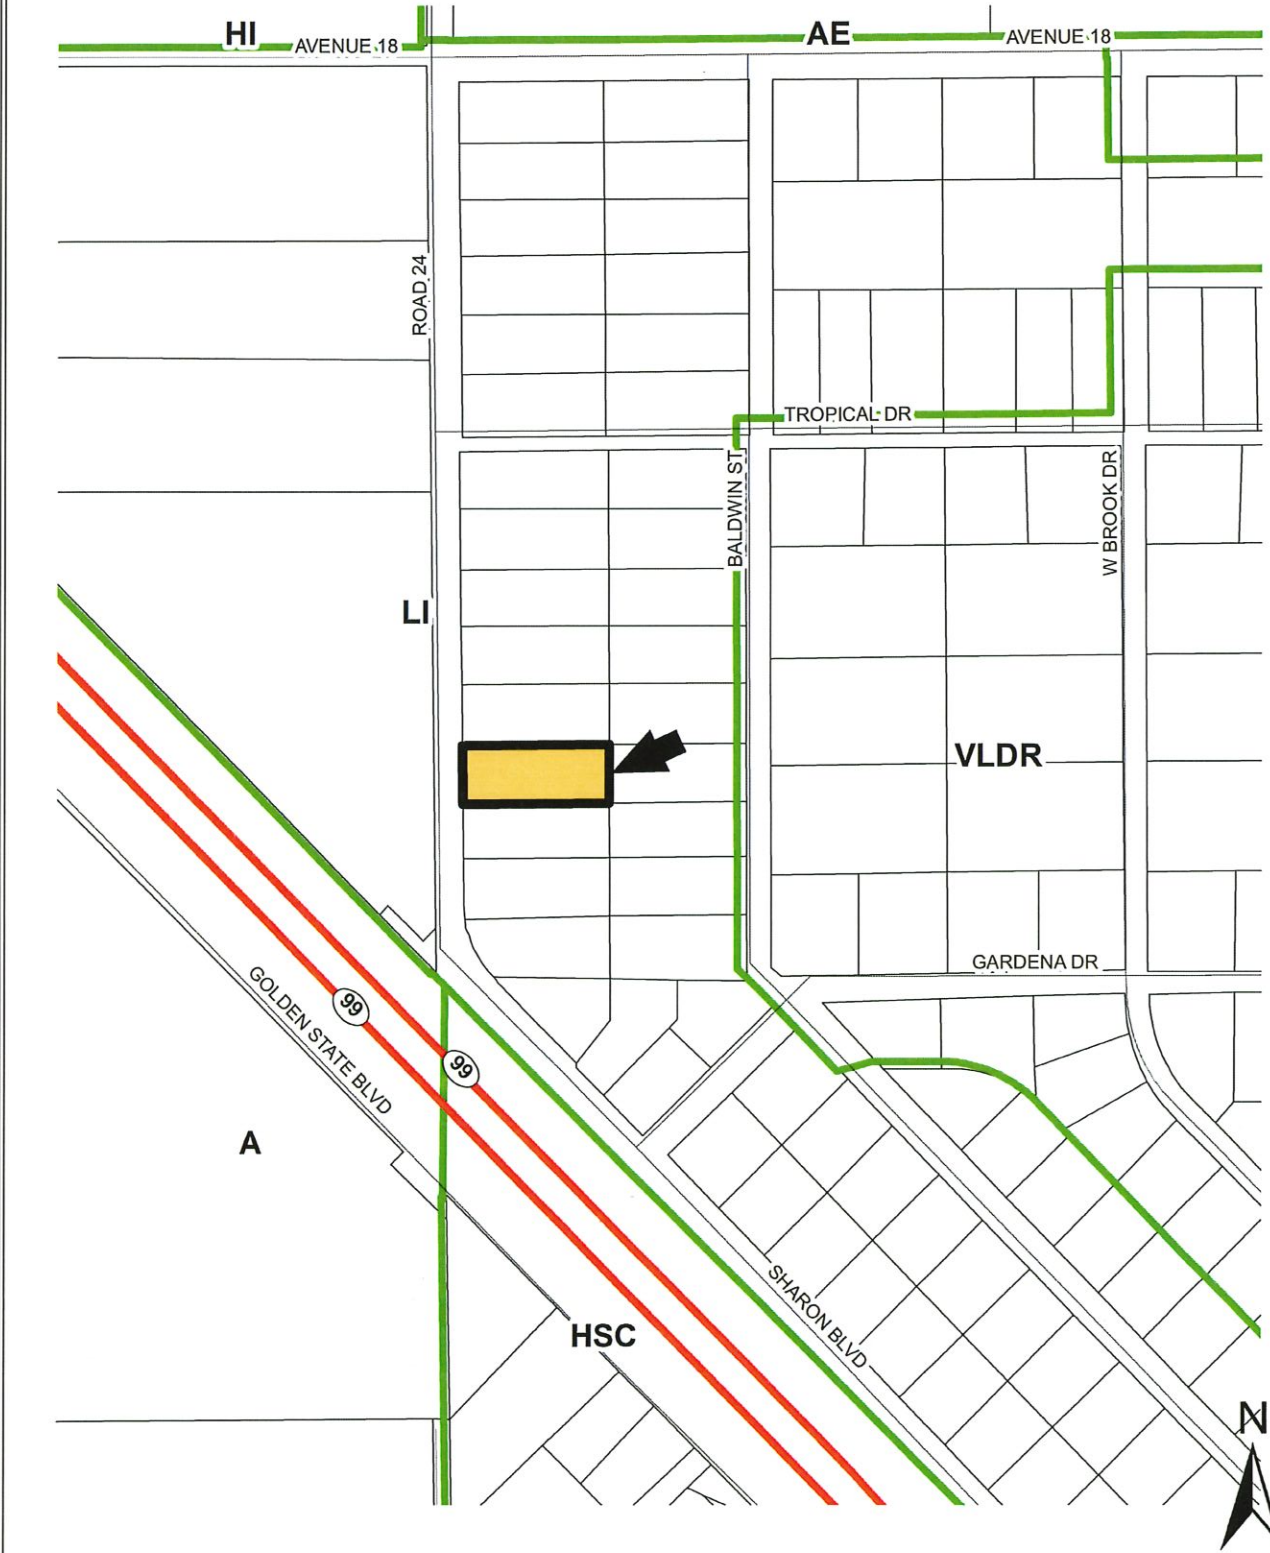 HI
AVENUE 18
AE
AVENUE 18
ROAD 24
TROPICAL DR
BALDWIN ST
W BROOK DR
LI
VLDR
GARDENA DR
GOLDEN STATE BLVD
99
99
A
SHARON BLVD
HSC
N